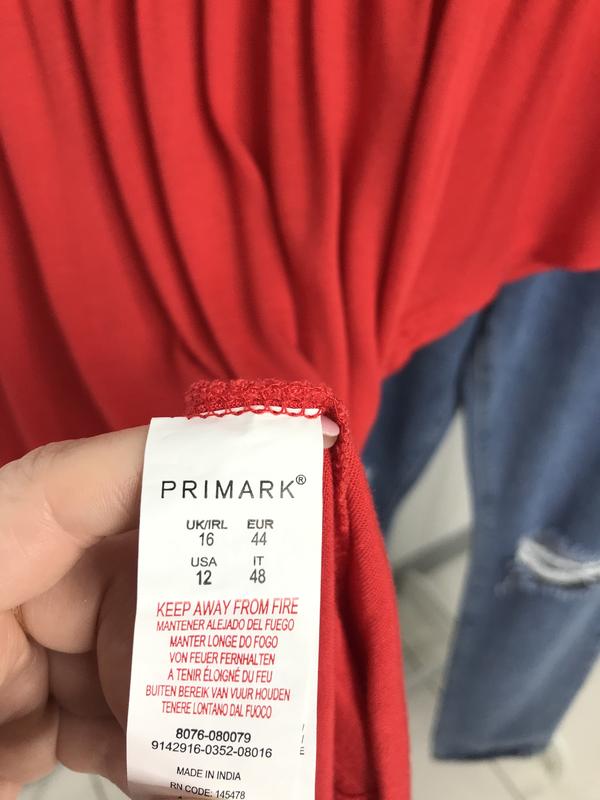 PRIMARK®
UK/IRL EUR
16 44
USA IT
12 48
KEEP AWAY FROM FIRE
MANTENER ALEJADO DEL FUEGO
MANTER LONGE DO FOGO
VON FEUER FERNHALTEN
A TENIR ÉLOIGNÉ DU FEU
BUITEN BEREIK VAN VUUR HOUDEN
TENERE LONTANO DAL FUOCO
8076-080079
9142916-0352-08016
MADE IN INDIA
RN CODE: 145478